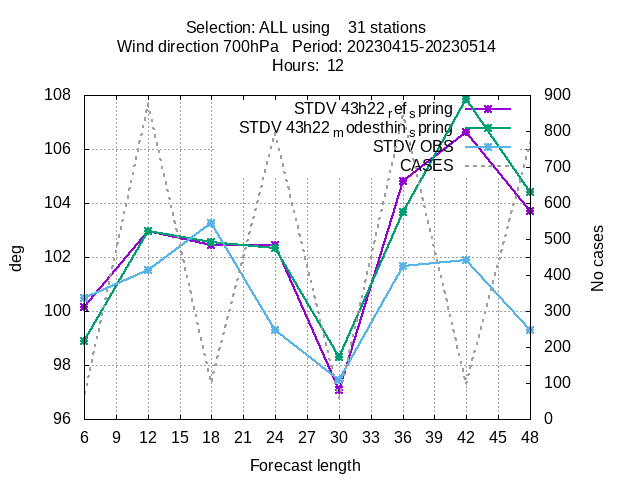 Selection: ALL using    31 stations
Wind direction 700hPa   Period: 20230415-20230514
Hours:  12
108
106
104
102
100
98
96
900
800
700
600
500
400
300
200
100
0
STDV 43h22_ref_spring
STDV 43h22_modesthin_spring
STDV OBS
CASES
deg
No cases
6 9 12 15 18 21 24 27 30 33 36 39 42 45 48
Forecast length